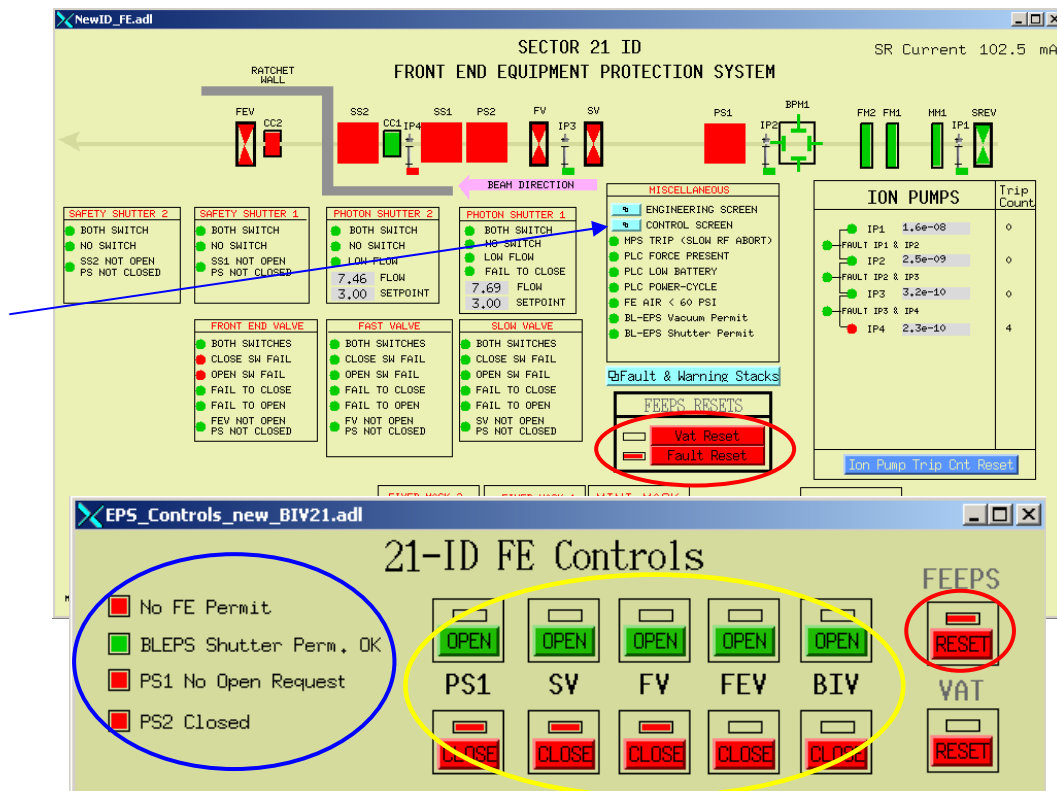 NewID_FE.adl
SECTOR 21 ID
FRONT END EQUIPMENT PROTECTION SYSTEM
SR Current 102.5 mA
RATCHET
WALL
FEV
CC2
SS2
CC1
IP4
SS1
PS2
FV
IP3
SV
PS1
IP2
BPM1
FM2 FM1
MM1
IP1
SREV
BEAM DIRECTION
SAFETY SHUTTER 2
BOTH SWITCH
NO SWITCH
SS2 NOT OPEN
PS NOT CLOSED
SAFETY SHUTTER 1
BOTH SWITCH
NO SWITCH
SS1 NOT OPEN
PS NOT CLOSED
PHOTON SHUTTER 2
BOTH SWITCH
NO SWITCH
LOW FLOW
7.46 FLOW
3.00 SETPOINT
PHOTON SHUTTER 1
BOTH SWITCH
NO SWITCH
LOW FLOW
FAIL TO CLOSE
7.69 FLOW
3.00 SETPOINT
MISCELLANEOUS
ENGINEERING SCREEN
CONTROL SCREEN
MPS TRIP (SLOW RF ABORT)
PLC FORCE PRESENT
PLC LOW BATTERY
PLC POWER-CYCLE
FE AIR < 60 PSI
BL-EPS Vacuum Permit
BL-EPS Shutter Permit
ION PUMPS
Trip
Count
IP1 1.6e-08 0
FAULT IP1 & IP2
IP2 2.5e-09 0
FAULT IP2 & IP3
IP3 3.2e-10 0
FAULT IP3 & IP4
IP4 2.3e-10 4
Ion Pump Trip Cnt Reset
FRONT END VALVE
BOTH SWITCHES
CLOSE SW FAIL
OPEN SW FAIL
FAIL TO CLOSE
FAIL TO OPEN
FEV NOT OPEN
PS NOT CLOSED
FAST VALVE
BOTH SWITCHES
CLOSE SW FAIL
OPEN SW FAIL
FAIL TO CLOSE
FAIL TO OPEN
FV NOT OPEN
PS NOT CLOSED
SLOW VALVE
BOTH SWITCHES
CLOSE SW FAIL
OPEN SW FAIL
FAIL TO CLOSE
FAIL TO OPEN
SV NOT OPEN
PS NOT CLOSED
Fault & Warning Stacks
FEEPS RESETS
Vat Reset
Fault Reset
EPS_Controls_new_BIV21.adl
21-ID FE Controls
No FE Permit
BLEPS Shutter Perm. OK
PS1 No Open Request
PS2 Closed
OPEN OPEN OPEN OPEN OPEN
PS1 SV FV FEV BIV
CLOSE CLOSE CLOSE CLOSE CLOSE
FEEPS
RESET
VAT
RESET